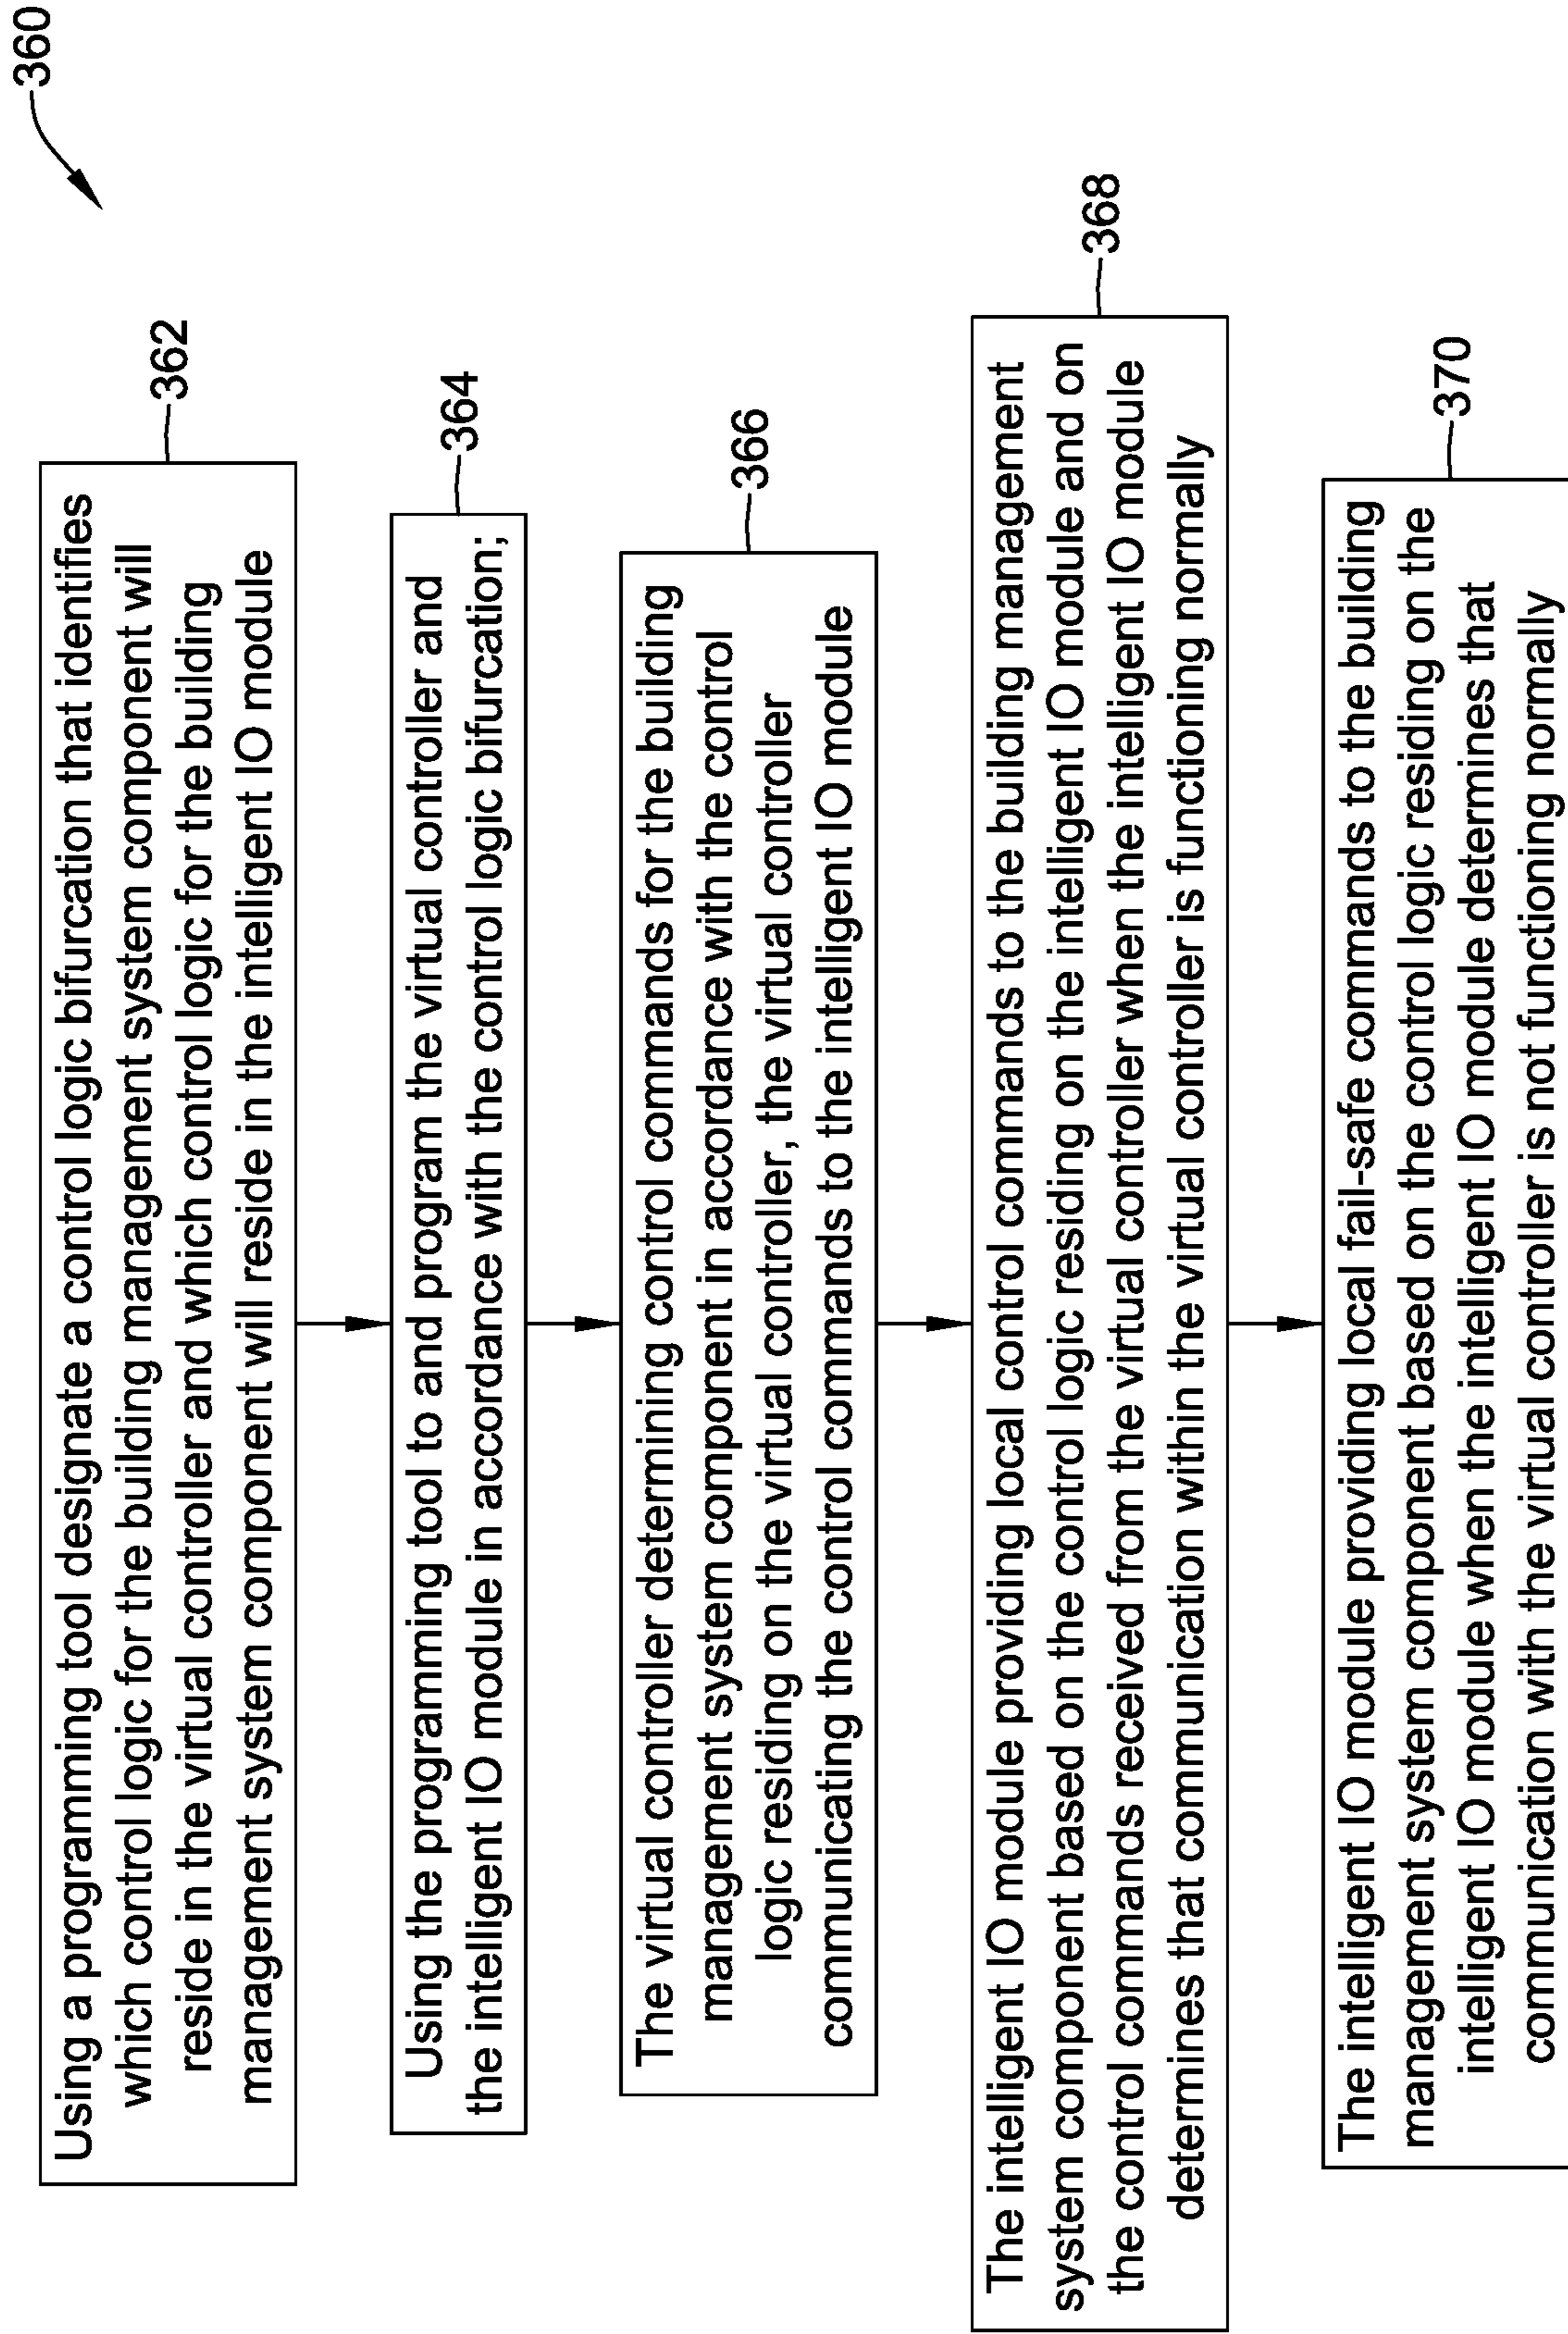 360
Using a programming tool designate a control logic bifurcation that identifies
which control logic for the building management system component will
reside in the virtual controller and which control logic for the building
management system component will reside in the intelligent IO module
362
Using the programming tool to and program the virtual controller and
the intelligent IO module in accordance with the control logic bifurcation;
364
The virtual controller determining control commands for the building
management system component in accordance with the control
logic residing on the virtual controller, the virtual controller
communicating the control commands to the intelligent IO module
366
The intelligent IO module providing local control commands to the building management
system component based on the control logic residing on the intelligent IO module and on
the control commands received from the virtual controller when the intelligent IO module
determines that communication within the virtual controller is functioning normally
368
The intelligent IO module providing local fail-safe commands to the building
management system component based on the control logic residing on the
intelligent IO module when the intelligent IO module determines that
communication with the virtual controller is not functioning normally
370